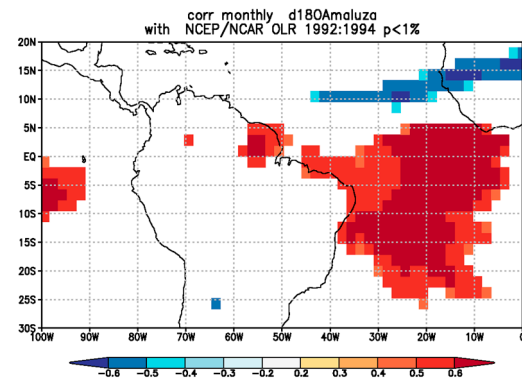 corr monthly d18OAmaluza
with NCEP/NCAR OLR 1992:1994 p<1%
20N
15N
10N
5N
EQ
5S
10S
15S
20S
25S
30S
100W 90W 80W 70W 60W 50W 40W 30W 20W 10W 0
-0.6 -0.5 -0.4 -0.3 0.2 0.3 0.4 0.5 0.6